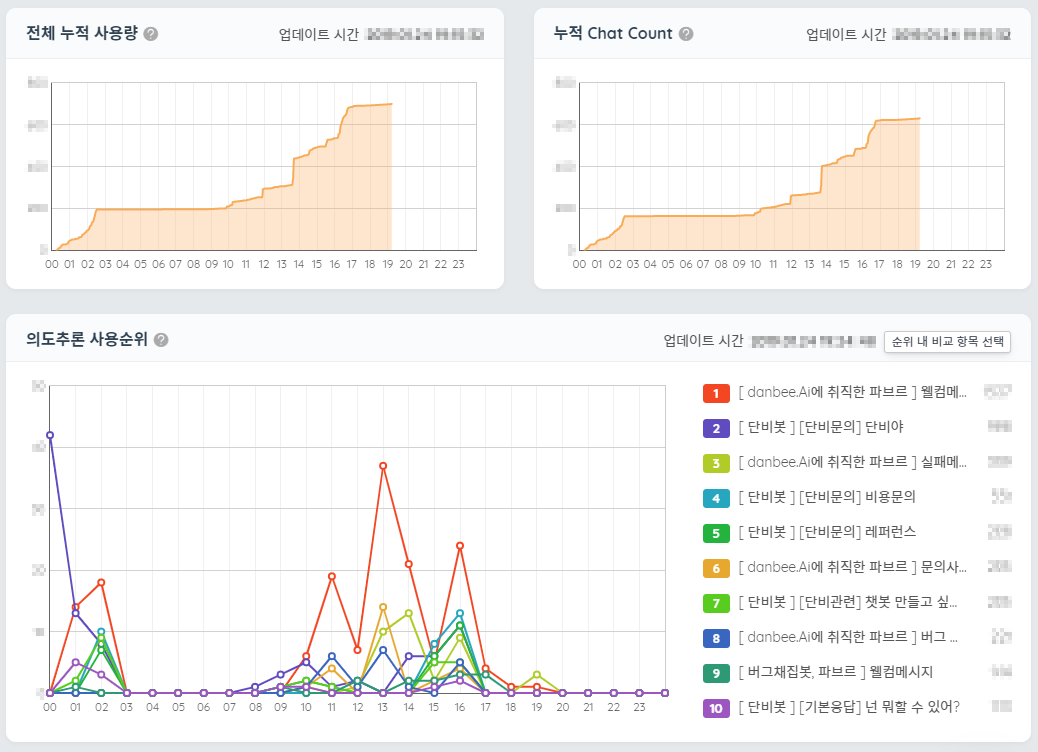 전체 누적 사용량 ?
업데이트 시간
00 01 02 03 04 05 06 07 08 09 10 11 12 13 14 15 16 17 18 19 20 21 22 23
누적 Chat Count ?
업데이트 시간
00 01 02 03 04 05 06 07 08 09 10 11 12 13 14 15 16 17 18 19 20 21 22 23
의도추론 사용순위 ?
업데이트 시간
순위 내 비교 항목 선택
00 01 02 03 04 05 06 07 08 09 10 11 12 13 14 15 16 17 18 19 20 21 22 23
1 [ danbee.Ai에 취직한 파브르 ] 웰컴메...
2 [ 단비봇 ] [단비문의] 단비야
3 [ danbee.Ai에 취직한 파브르 ] 실패메...
4 [ 단비봇 ] [단비문의] 비용문의
5 [ 단비봇 ] [단비문의] 레퍼런스
6 [ danbee.Ai에 취직한 파브르 ] 문의사...
7 [ 단비봇 ] [단비관련] 챗봇 만들고 싶...
8 [ danbee.Ai에 취직한 파브르 ] 버그 ...
9 [ 버그채집봇, 파브르 ] 웰컴메시지
10 [ 단비봇 ] [기본응답] 넌 뭐할 수 있어?